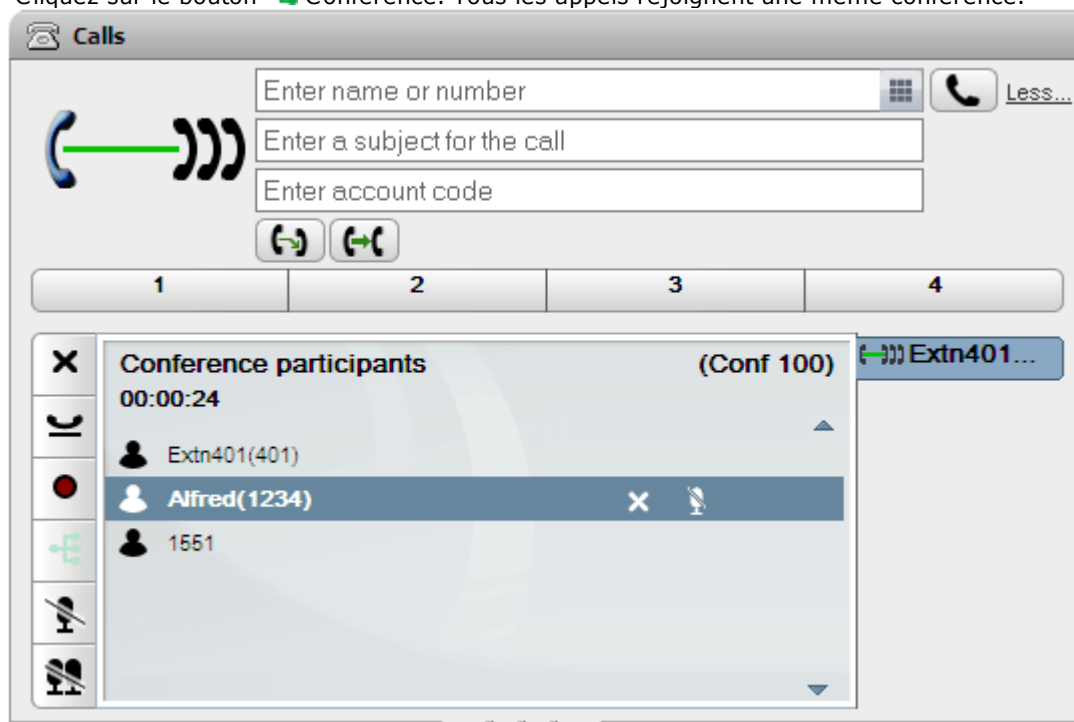 Cliquez sur le bouton Conférence. Tous les appels rejoignent une même conférence.
Calls
Enter name or number
Less...
Enter a subject for the call
Enter account code
1 2 3 4
Conference participants (Conf 100) Extn401...
00:00:24
Extn401(401)
Alfred(1234)
1551